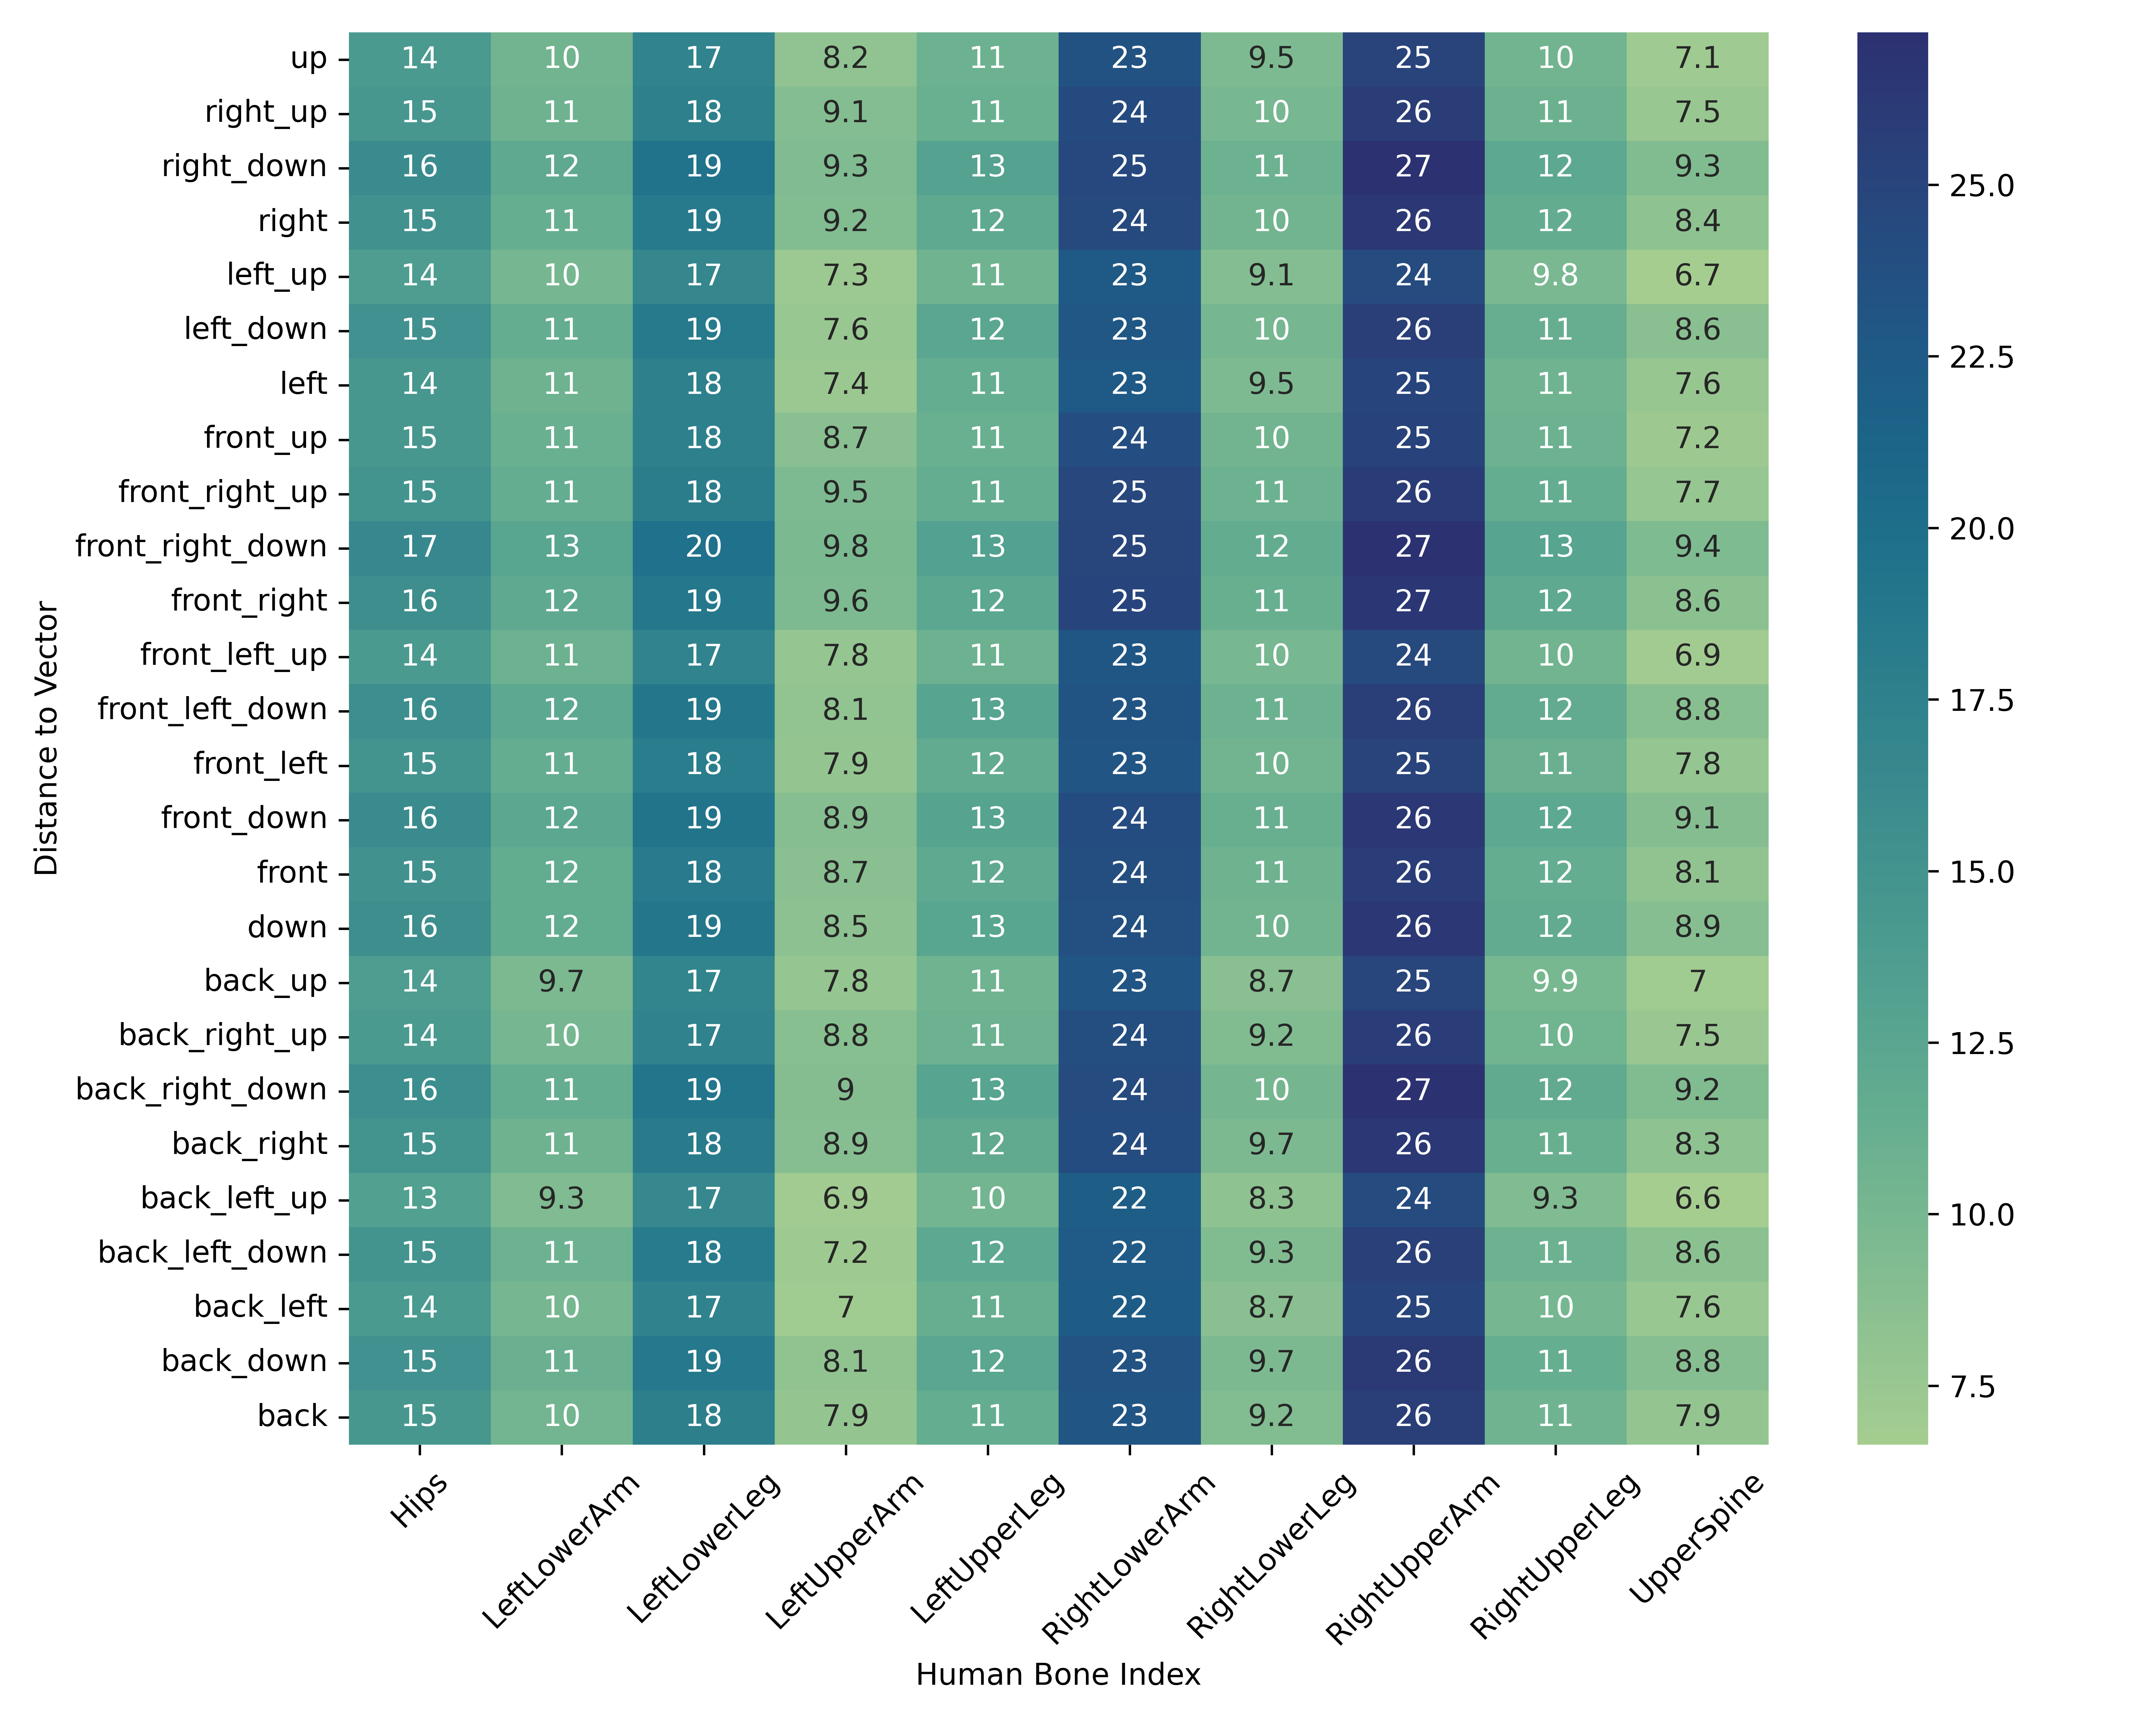 up 14 10 17 8.2 11 23 9.5 25 10 7.1
right_up 15 11 18 9.1 11 24 10 26 11 7.5
right_down 16 12 19 9.3 13 25 11 27 12 9.3
right 15 11 19 9.2 12 24 10 26 12 8.4
left_up 14 10 17 7.3 11 23 9.1 24 9.8 6.7
left_down 15 11 19 7.6 12 23 10 26 11 8.6
left 14 11 18 7.4 11 23 9.5 25 11 7.6
front_up 15 11 18 8.7 11 24 10 25 11 7.2
front_right_up 15 11 18 9.5 11 25 11 26 11 7.7
front_right_down 17 13 20 9.8 13 25 12 27 13 9.4
front_right 16 12 19 9.6 12 25 11 27 12 8.6
front_left_up 14 11 17 7.8 11 23 10 24 10 6.9
front_left_down 16 12 19 8.1 13 23 11 26 12 8.8
front_left 15 11 18 7.9 12 23 10 25 11 7.8
front_down 16 12 19 8.9 13 24 11 26 12 9.1
front 15 12 18 8.7 12 24 11 26 12 8.1
down 16 12 19 8.5 13 24 10 26 12 8.9
back_up 14 9.7 17 7.8 11 23 8.7 25 9.9 7
back_right_up 14 10 17 8.8 11 24 9.2 26 10 7.5
back_right_down 16 11 19 9 13 24 10 27 12 9.2
back_right 15 11 18 8.9 12 24 9.7 26 11 8.3
back_left_up 13 9.3 17 6.9 10 22 8.3 24 9.3 6.6
back_left_down 15 11 18 7.2 12 22 9.3 26 11 8.6
back_left 14 10 17 7 11 22 8.7 25 10 7.6
back_down 15 11 19 8.1 12 23 9.7 26 11 8.8
back 15 10 18 7.9 11 23 9.2 26 11 7.9
Distance to Vector
Hips LeftLowerArm LeftLowerLeg LeftUpperArm LeftUpperLeg RightLowerArm RightLowerLeg RightUpperArm RightUpperLeg UpperSpine
Human Bone Index
25.0
22.5
20.0
17.5
15.0
12.5
10.0
7.5